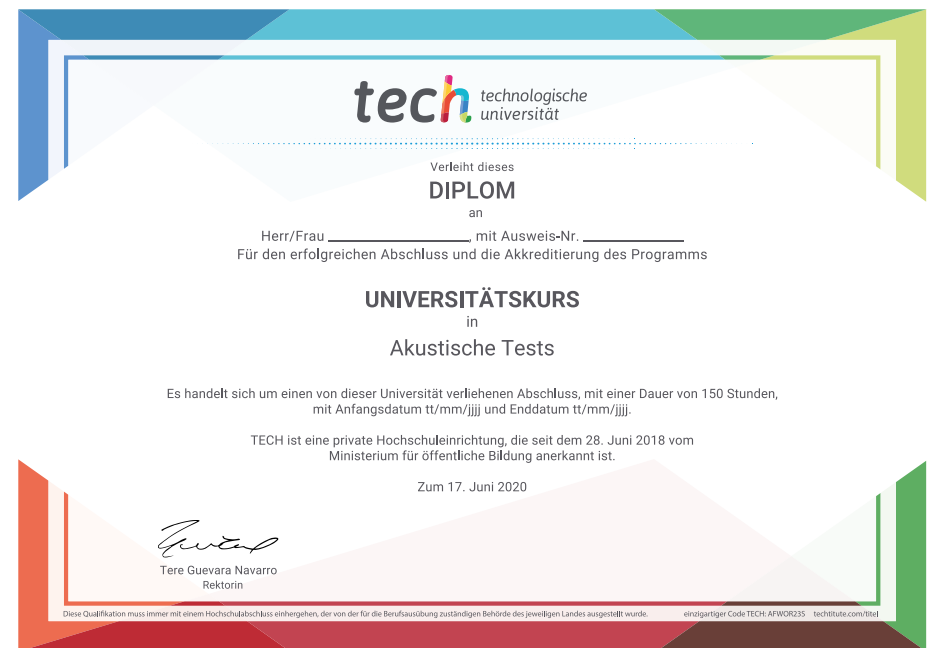 tech technologische
universität
Verleiht dieses
DIPLOM
an
Herr/Frau ____________________, mit Ausweis-Nr. ______________
Für den erfolgreichen Abschluss und die Akkreditierung des Programms
UNIVERSITÄTSKURS
in
Akustische Tests
Es handelt sich um einen von dieser Universität verliehenen Abschluss, mit einer Dauer von 150 Stunden,
mit Anfangsdatum tt/mm/jjjj und Enddatum tt/mm/jjjj.
TECH ist eine private Hochschuleinrichtung, die seit dem 28. Juni 2018 vom
Ministerium für öffentliche Bildung anerkannt ist.
Zum 17. Juni 2020
Tere Guevara Navarro
Rektorin
Diese Qualifikation muss immer mit einem Hochschulabschluss einhergehen, der von der für die Berufsausübung zuständigen Behörde des jeweiligen Landes ausgestellt wurde. einzigartiger Code TECH: AFWOR23S techtitute.com/titel